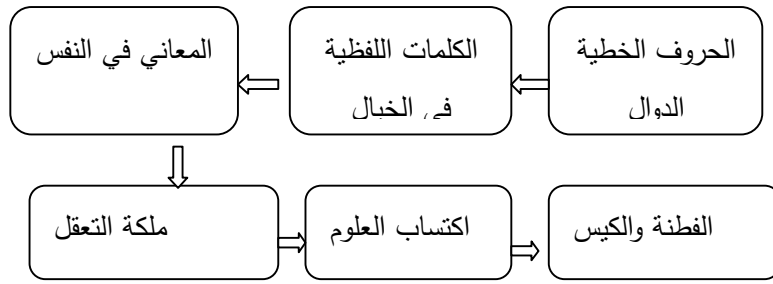 الحروف الخطية
الدوال
الكلمات اللفظية
في الخيال
المعاني في النفس
ملكة التعقل
اكتساب العلوم
الفطنة والكيس